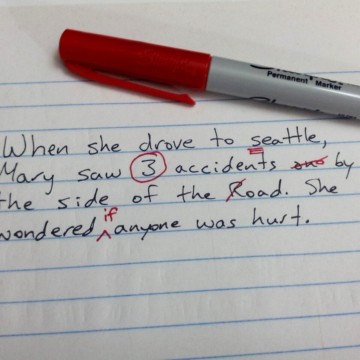 Permanent Marker
When she drove to seattle,
Mary saw 3 accidents by
the side of the Road. She
wondered if anyone was hurt.